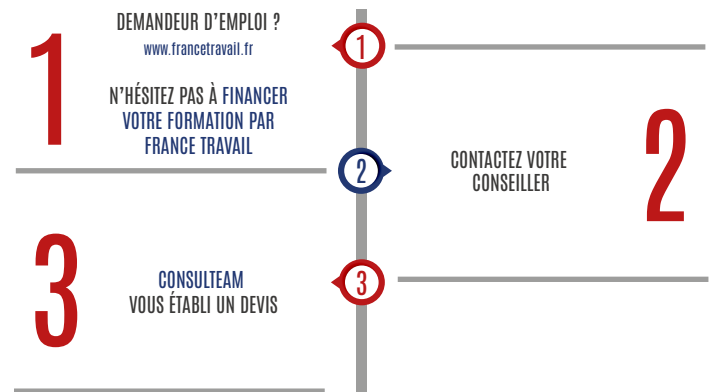 1
DEMANDEUR D'EMPLOI ?
www.francetravail.fr
N'HÉSITEZ PAS À FINANCER
VOTRE FORMATION PAR
FRANCE TRAVAIL
1
2
CONTACTEZ VOTRE
CONSEILLER
2
3
CONSULTEAM
VOUS ÉTABLI UN DEVIS
3